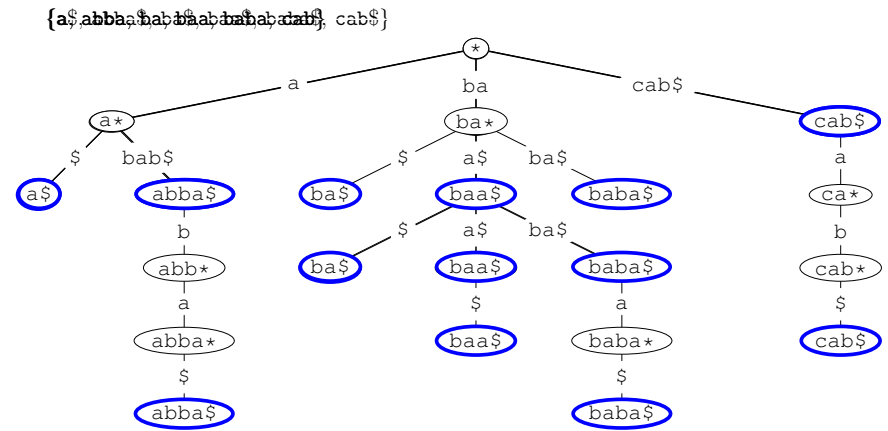 cab$}
*
a ba cab$
a* ba* cab$
$ bab$ $ a$ ba$ a
a$ abba$ ba$ baa$ baba$ ca*
b $ a$ ba$ b
abb* ba$ baa$ baba$ cab*
a $ a $
abba* baa$ baba* cab$
$ $
abba$ baba$